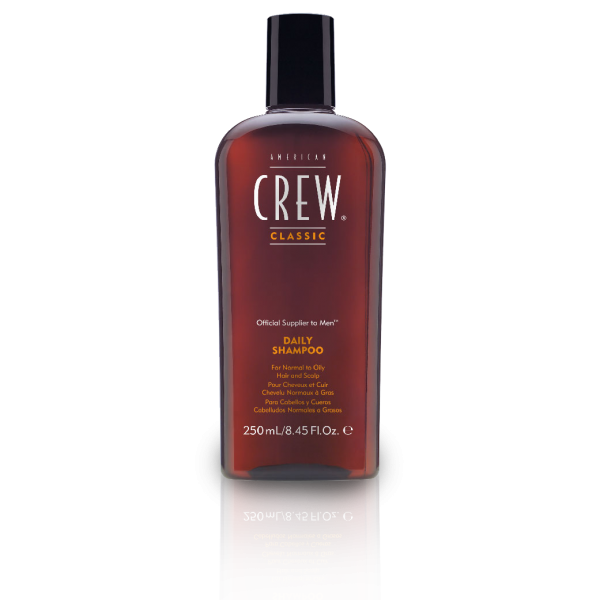 AMERICAN
CREW®
CLASSIC
Official Supplier to Men™
DAILY
SHAMPOO
For Normal to Oily
Hair and Scalp
Pour Cheveux et Cuir
Chevelu Normaux à Gras
Para Cabellos y Cueros
Cabelludos Normales a Grasos
250 mL/8.45 Fl.Oz. ℮